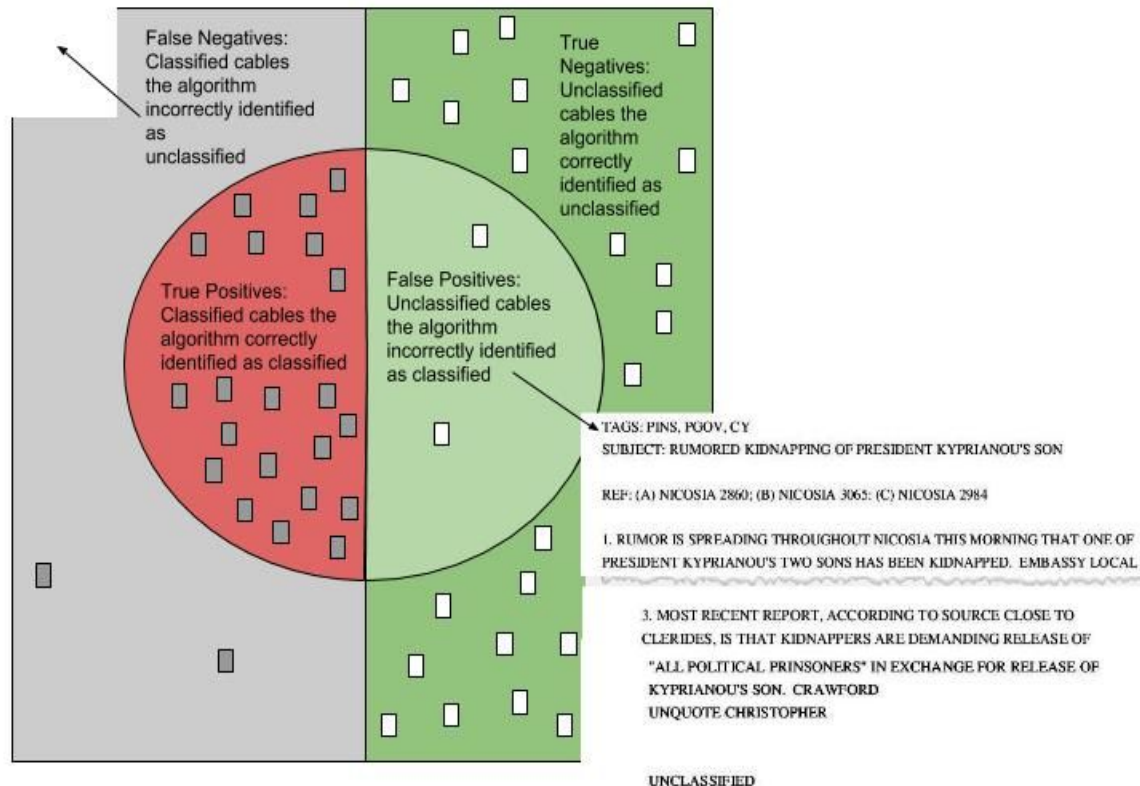 False Negatives:
Classified cables
the algorithm
incorrectly identified
as
unclassified
True
Negatives:
Unclassified
cables the
algorithm
correctly
identified as
unclassified
True Positives:
Classified cables the
algorithm correctly
identified as classified
False Positives:
Unclassified cables
the algorithm
incorrectly identified
as classified
TAGS: PINS, PGOV, CY
SUBJECT: RUMORED KIDNAPPING OF PRESIDENT KYPRIANOU'S SON
REF: (A) NICOSIA 2860; (B) NICOSIA 3065: (C) NICOSIA 2984
1. RUMOR IS SPREADING THROUGHOUT NICOSIA THIS MORNING THAT ONE OF
PRESIDENT KYPRIANOU'S TWO SONS HAS BEEN KIDNAPPED. EMBASSY LOCAL
3. MOST RECENT REPORT, ACCORDING TO SOURCE CLOSE TO
CLERIDES, IS THAT KIDNAPPERS ARE DEMANDING RELEASE OF
"ALL POLITICAL PRINSONERS" IN EXCHANGE FOR RELEASE OF
KYPRIANOU'S SON. CRAWFORD
UNQUOTE CHRISTOPHER
UNCLASSIFIED